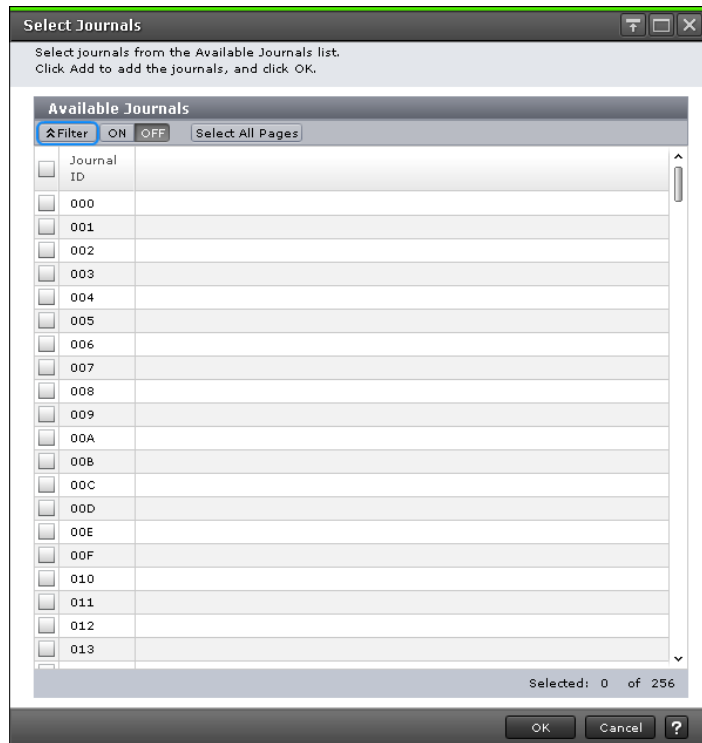 Select Journals
Select journals from the Available Journals list.
Click Add to add the journals, and click OK.
Available Journals
Filter ON OFF Select All Pages
Journal
ID
000
001
002
003
004
005
006
007
008
009
00A
00B
00C
00D
00E
00F
010
011
012
013
Selected: 0 of 256
OK Cancel ?